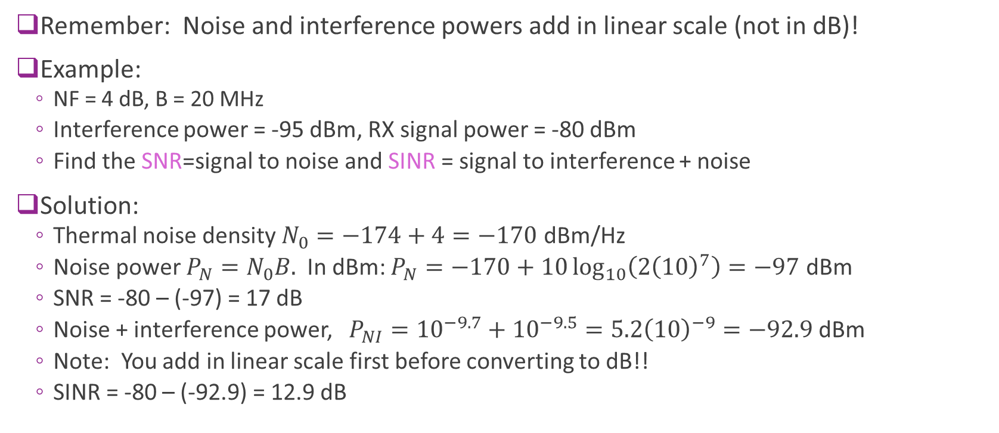 ❑Remember: Noise and interference powers add in linear scale (not in dB)!
❑Example:
◦ NF = 4 dB, B = 20 MHz
◦ Interference power = -95 dBm, RX signal power = -80 dBm
◦ Find the SNR=signal to noise and SINR = signal to interference + noise
❑Solution:
◦ Thermal noise density $N_0 = -174 + 4 = -170$ dBm/Hz
◦ Noise power $P_N = N_0B$. In dBm: $P_N = -170 + 10\log_{10}(2(10)^7) = -97$ dBm
◦ SNR = -80 – (-97) = 17 dB
◦ Noise + interference power, $P_{NI} = 10^{-9.7} + 10^{-9.5} = 5.2(10)^{-9} = -92.9$ dBm
◦ Note: You add in linear scale first before converting to dB!!
◦ SINR = -80 – (-92.9) = 12.9 dB